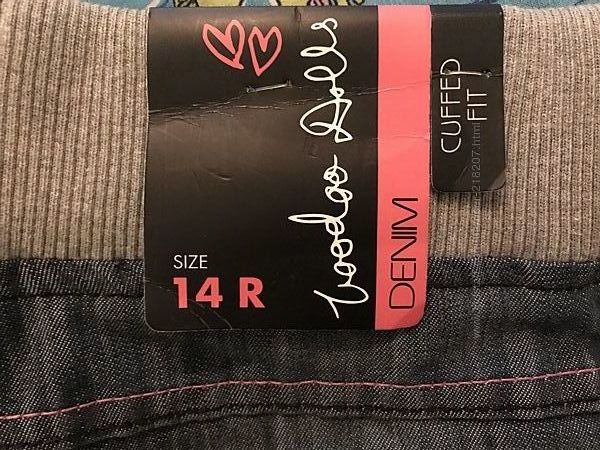 SIZE
14 R
Voodoo Dolls
DENIM
CUFFED
FIT